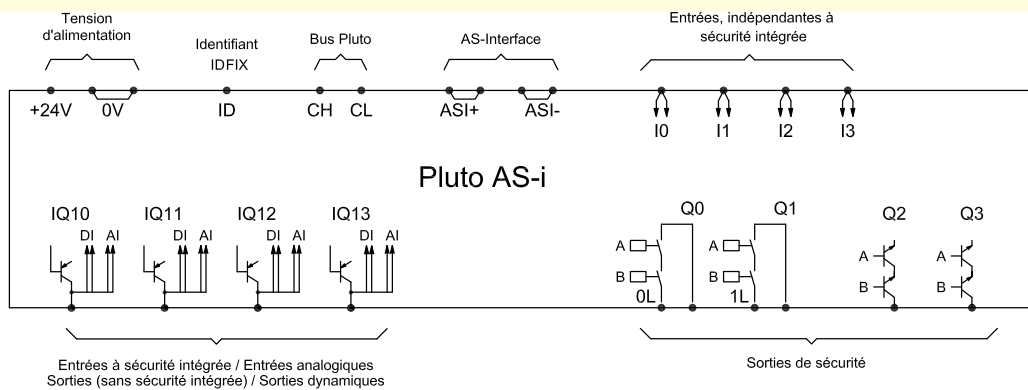 Tension
d'alimentation
Identifiant
IDFIX
Bus Pluto
AS-Interface
Entrées, indépendantes à
sécurité intégrée
+24V 0V ID CH CL ASI+ ASI- I0 I1 I2 I3
Pluto AS-i
IQ10 IQ11 IQ12 IQ13 Q0 Q1 Q2 Q3
DI AI DI AI DI AI DI AI A A A A
B B B B
0L 1L
Entrées à sécurité intégrée / Entrées analogiques
Sorties (sans sécurité intégrée) / Sorties dynamiques
Sorties de sécurité